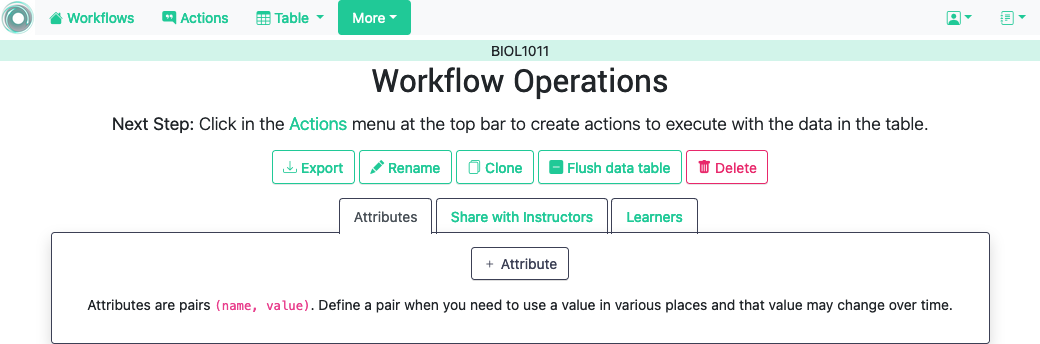 Workflows Actions Table More
BIOL1011
Workflow Operations
Next Step: Click in the Actions menu at the top bar to create actions to execute with the data in the table.
Export Rename Clone Flush data table Delete
Attributes Share with Instructors Learners
+ Attribute
Attributes are pairs (name, value). Define a pair when you need to use a value in various places and that value may change over time.